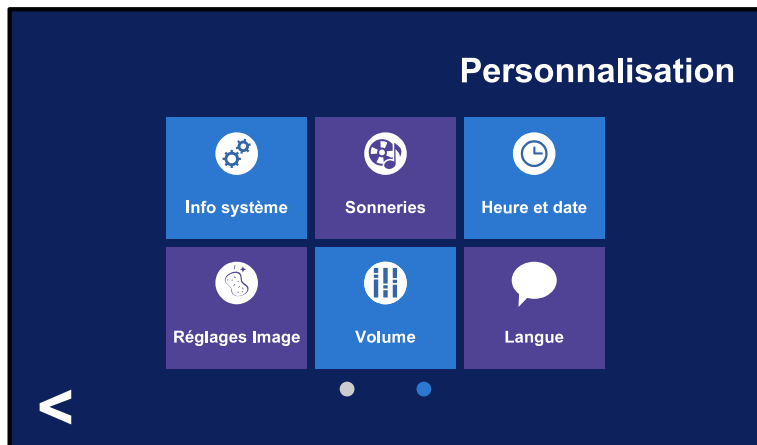 Personnalisation
Info système
Sonneries
Heure et date
Réglages Image
Volume
Langue
<